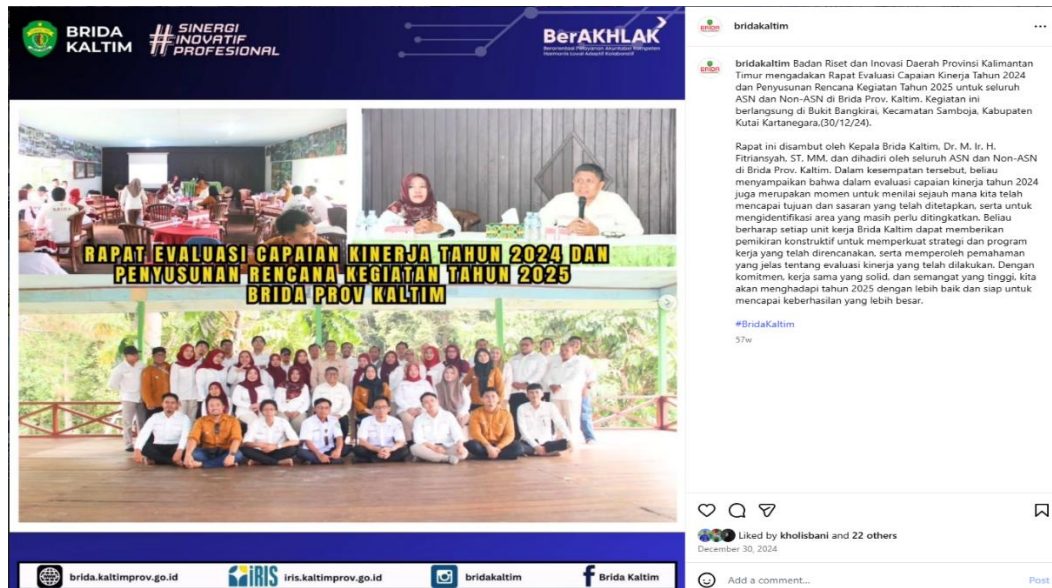 BRIDA
KALTIM
# SINERGI
INOVATIF
PROFESIONAL
BerAKHLAK
Berorientasi Pelayanan Akuntabel Kompeten
Harmonis Loyal Adaptif Kolaboratif
RAPAT EVALUASI CAPAIAN KINERJA TAHUN 2024 DAN
PENYUSUNAN RENCANA KEGIATAN TAHUN 2025
BRIDA PROV KALTIM
brida.kaltimprov.go.id
IRIS
iris.kaltimprov.go.id
bridakaltim
Brida Kaltim
bridakaltim
bridakaltim Badan Riset dan Inovasi Daerah Provinsi Kalimantan
Timur mengadakan Rapat Evaluasi Capaian Kinerja Tahun 2024
dan Penyusunan Rencana Kegiatan Tahun 2025 untuk seluruh
ASN dan Non-ASN di Brida Prov. Kaltim. Kegiatan ini
berlangsung di Bukit Bangkirai, Kecamatan Samboja, Kabupaten
Kutai Kartanegara,(30/12/24).
Rapat ini disambut oleh Kepala Brida Kaltim, Dr. M. Ir. H.
Fitriansyah, ST. MM, dan dihadiri oleh seluruh ASN dan Non-ASN
di Brida Prov. Kaltim. Dalam kesempatan tersebut, beliau
menyampaikan bahwa dalam evaluasi capaian kinerja tahun 2024
juga merupakan momen untuk menilai sejauh mana kita telah
mencapai tujuan dan sasaran yang telah ditetapkan, serta untuk
mengidentifikasi area yang masih perlu ditingkatkan. Beliau
berharap setiap unit kerja Brida Kaltim dapat memberikan
pemikiran konstruktif untuk memperkuat strategi dan program
kerja yang telah direncanakan, serta memperoleh pemahaman
yang jelas tentang evaluasi kinerja yang telah dilakukan. Dengan
komitmen, kerja sama yang solid, dan semangat yang tinggi, kita
akan menghadapi tahun 2025 dengan lebih baik dan siap untuk
mencapai keberhasilan yang lebih besar.
#BridaKaltim
57w
Liked by kholisbani and 22 others
December 30, 2024
Add a comment...
Post